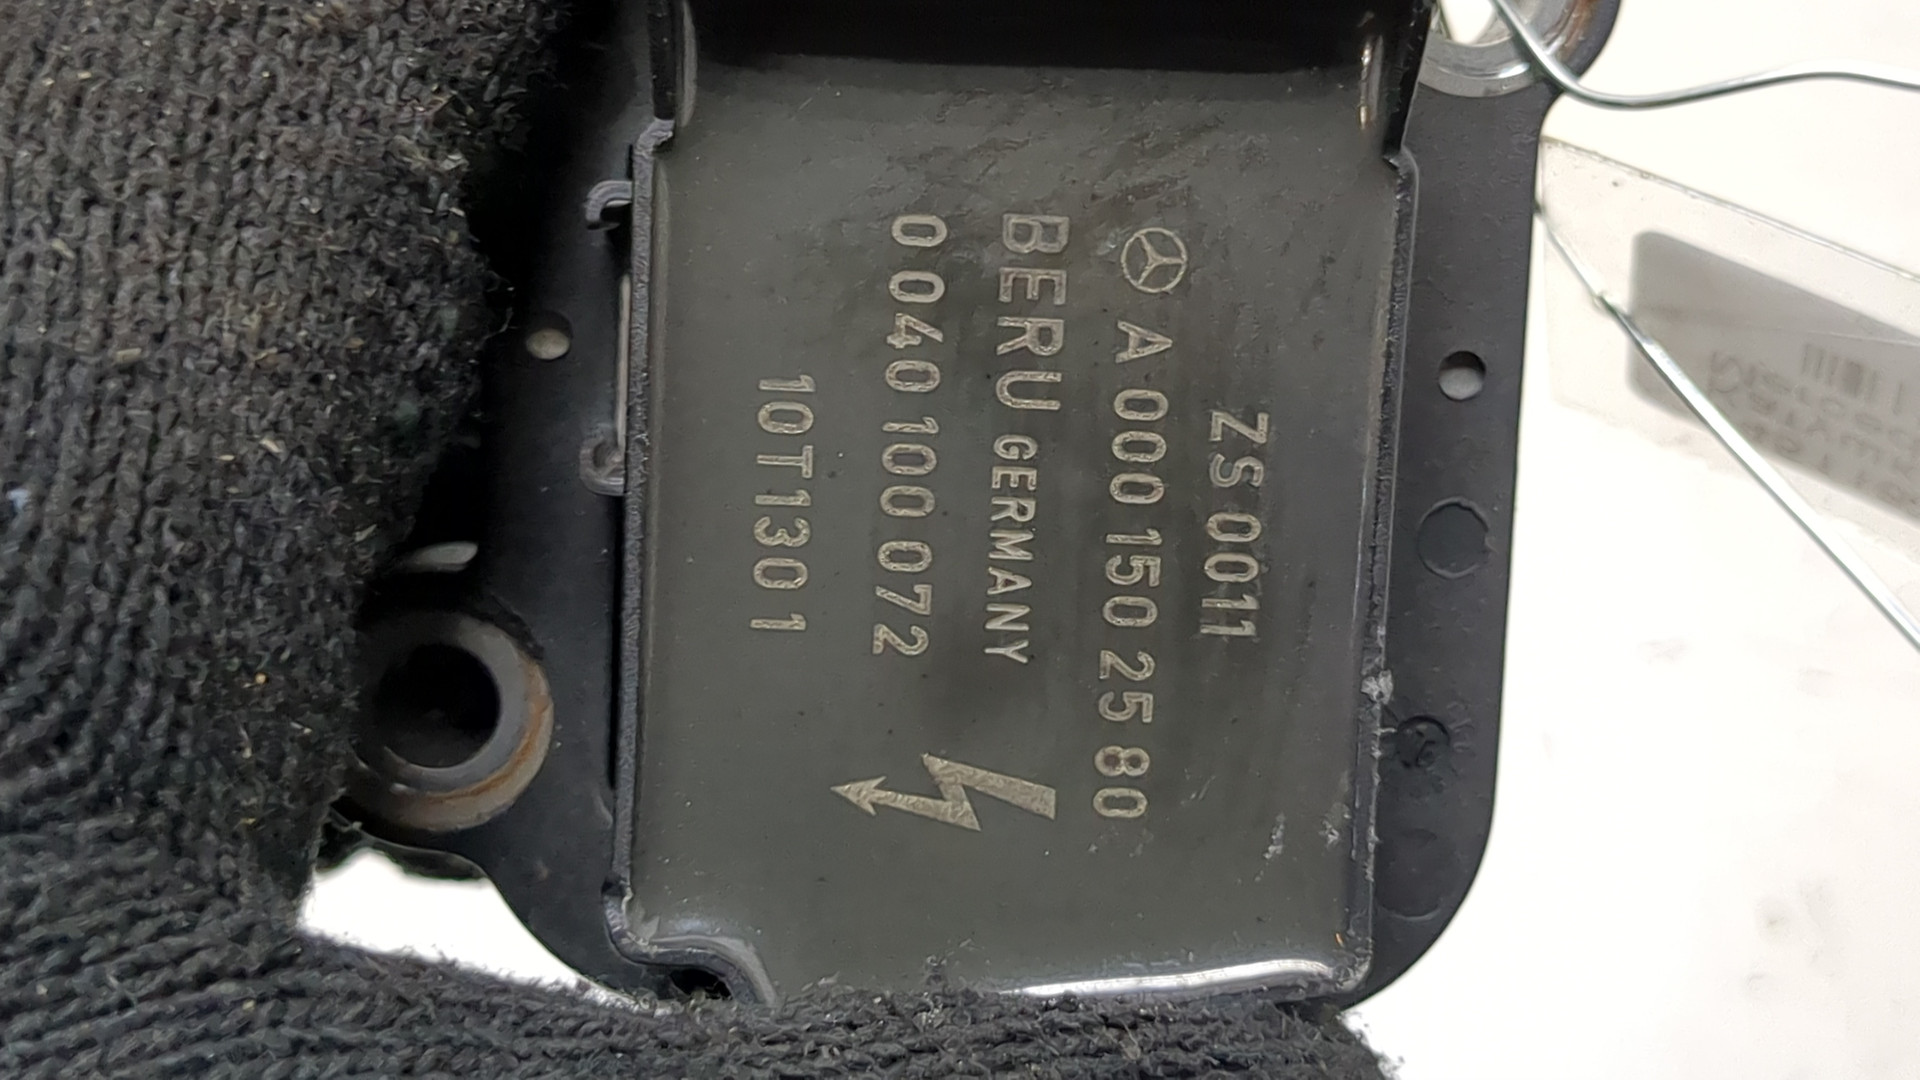 ZS 0011
A 000 150 25 80
BERU GERMANY
0 040 100 072
10T1301